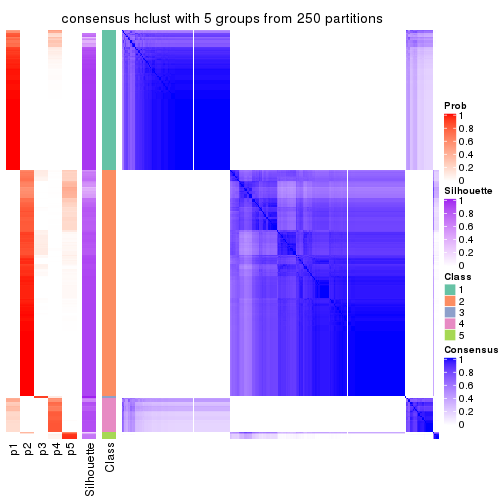 consensus hclust with 5 groups from 250 partitions
Prob
1
0.8
0.6
0.4
0.2
0
Silhouette
1
0.8
0.6
0.4
0.2
0
Class
1
2
3
4
5
Consensus
1
0.8
0.6
0.4
0.2
0
p1
p2
p3
p4
p5
Silhouette
Class